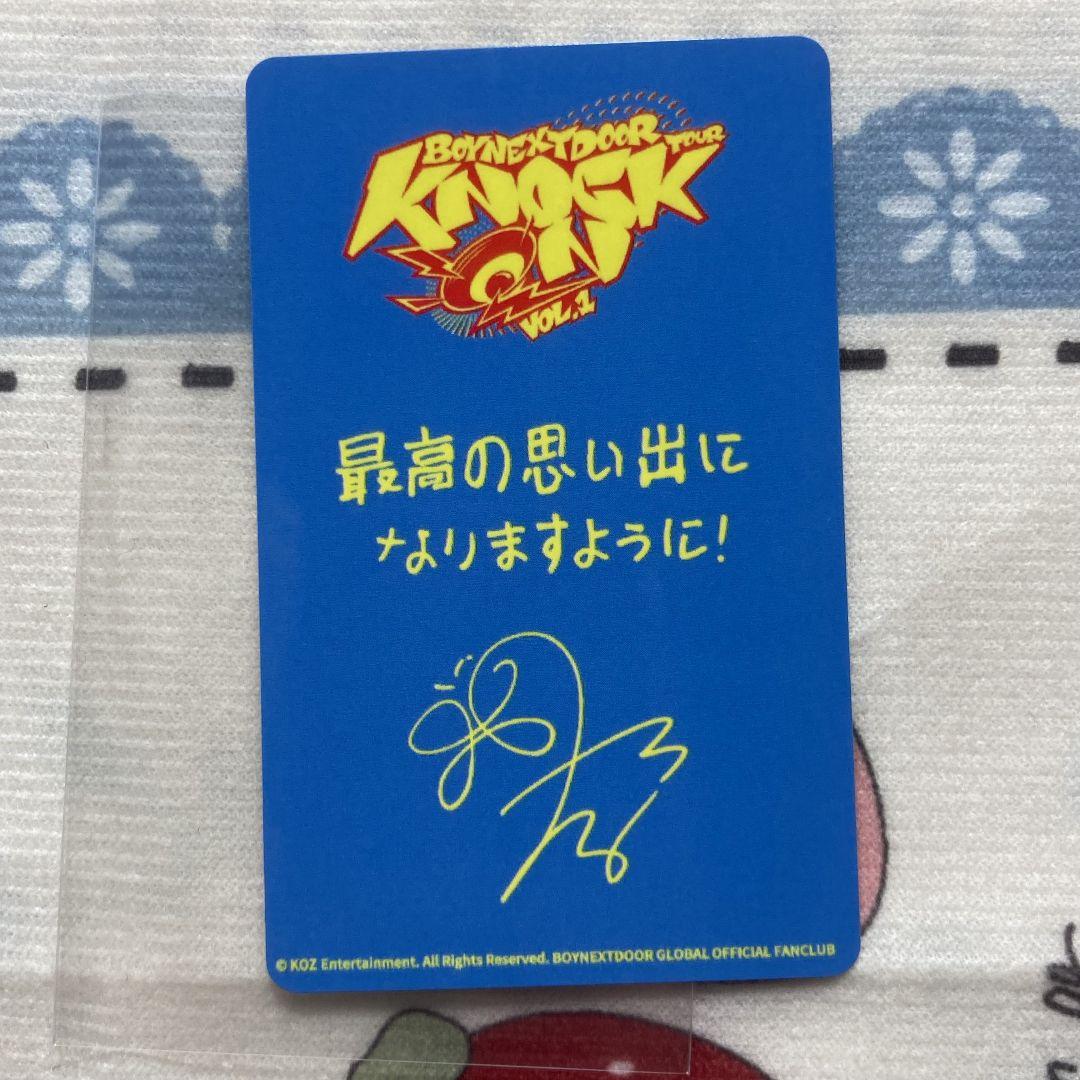 BOYNEXTDOOR TOUR
KNOCK
ON
VOL.1
最高の思い出に
なりますように!
© KOZ Entertainment. All Rights Reserved. BOYNEXTDOOR GLOBAL OFFICIAL FANCLUB